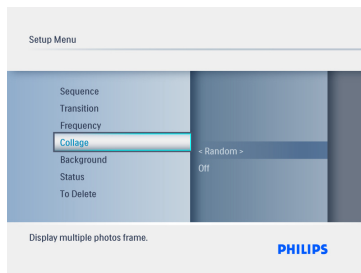 Setup Menu
Sequence
Transition
Frequency
Collage
Background
Status
To Delete
< Random >
Off
Display multiple photos frame.
PHILIPS